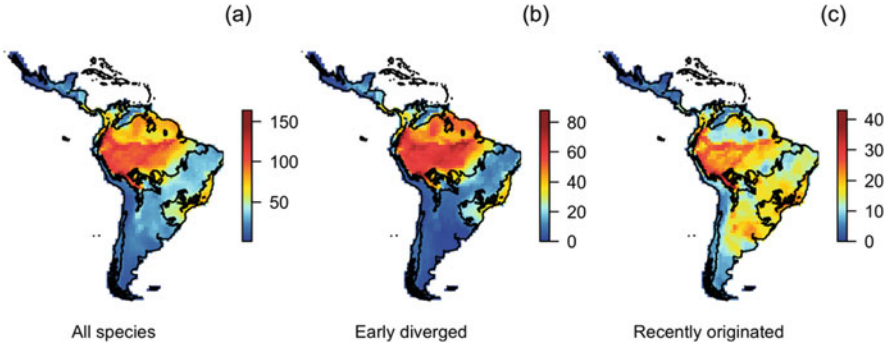 (a)
150
100
50
All species
(b)
80
60
40
20
0
Early diverged
(c)
40
30
20
10
0
Recently originated